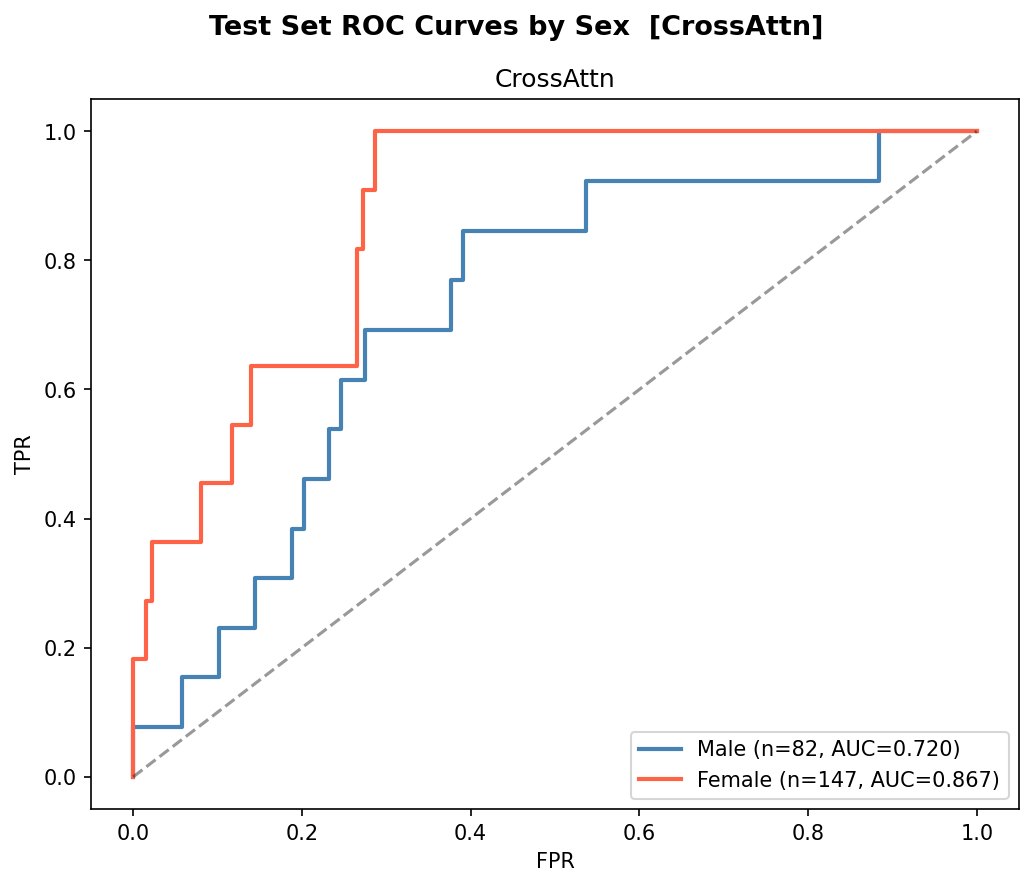 Test Set ROC Curves by Sex [CrossAttn]
CrossAttn
1.0
0.8
0.6
0.4
0.2
0.0
TPR
0.0 0.2 0.4 0.6 0.8 1.0
FPR
Male (n=82, AUC=0.720)
Female (n=147, AUC=0.867)